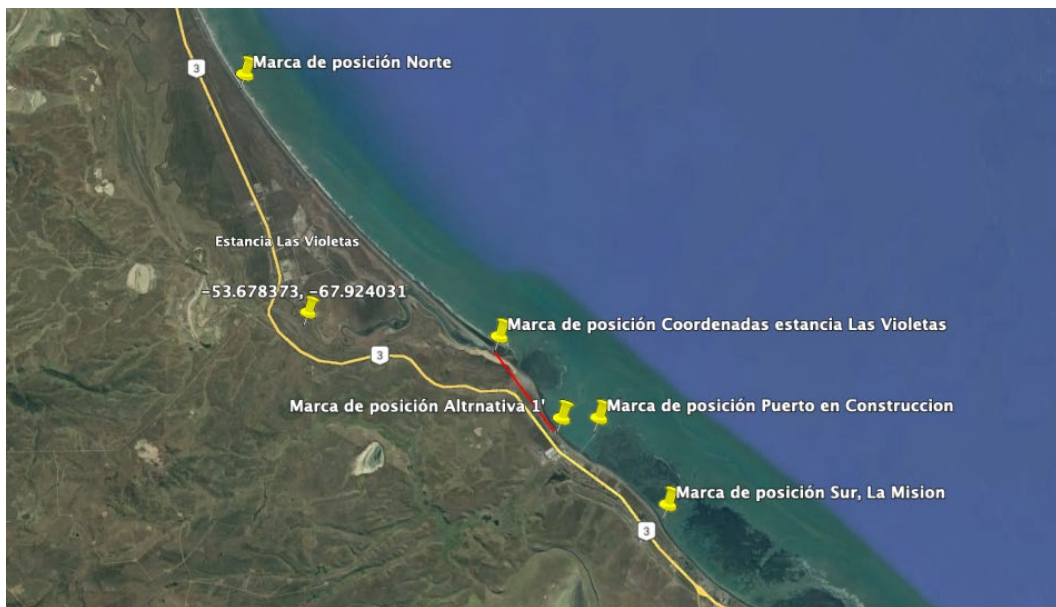 Marca de posición Norte
3
Estancia Las Violetas
-53.678373, -67.924031
Marca de posición Coordenadas estancia Las Violetas
3
Marca de posición Altrnativa 1'
Marca de posición Puerto en Construccion
Marca de posición Sur, La Mision
3